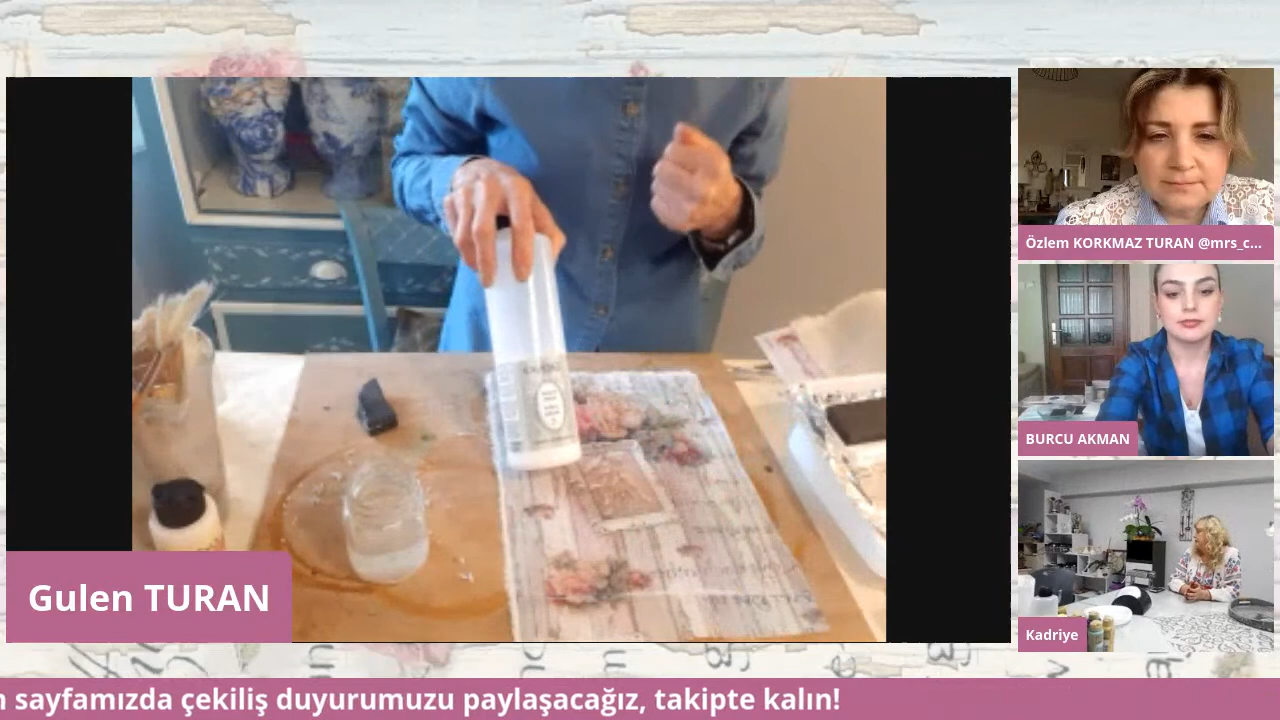 Özlem KORKMAZ TURAN @mrs_c...
BURCU AKMAN
Gulen TURAN
Kadriye
sayfamızda çekiliş duyurumuzu paylaşacağız, takipte kalın!